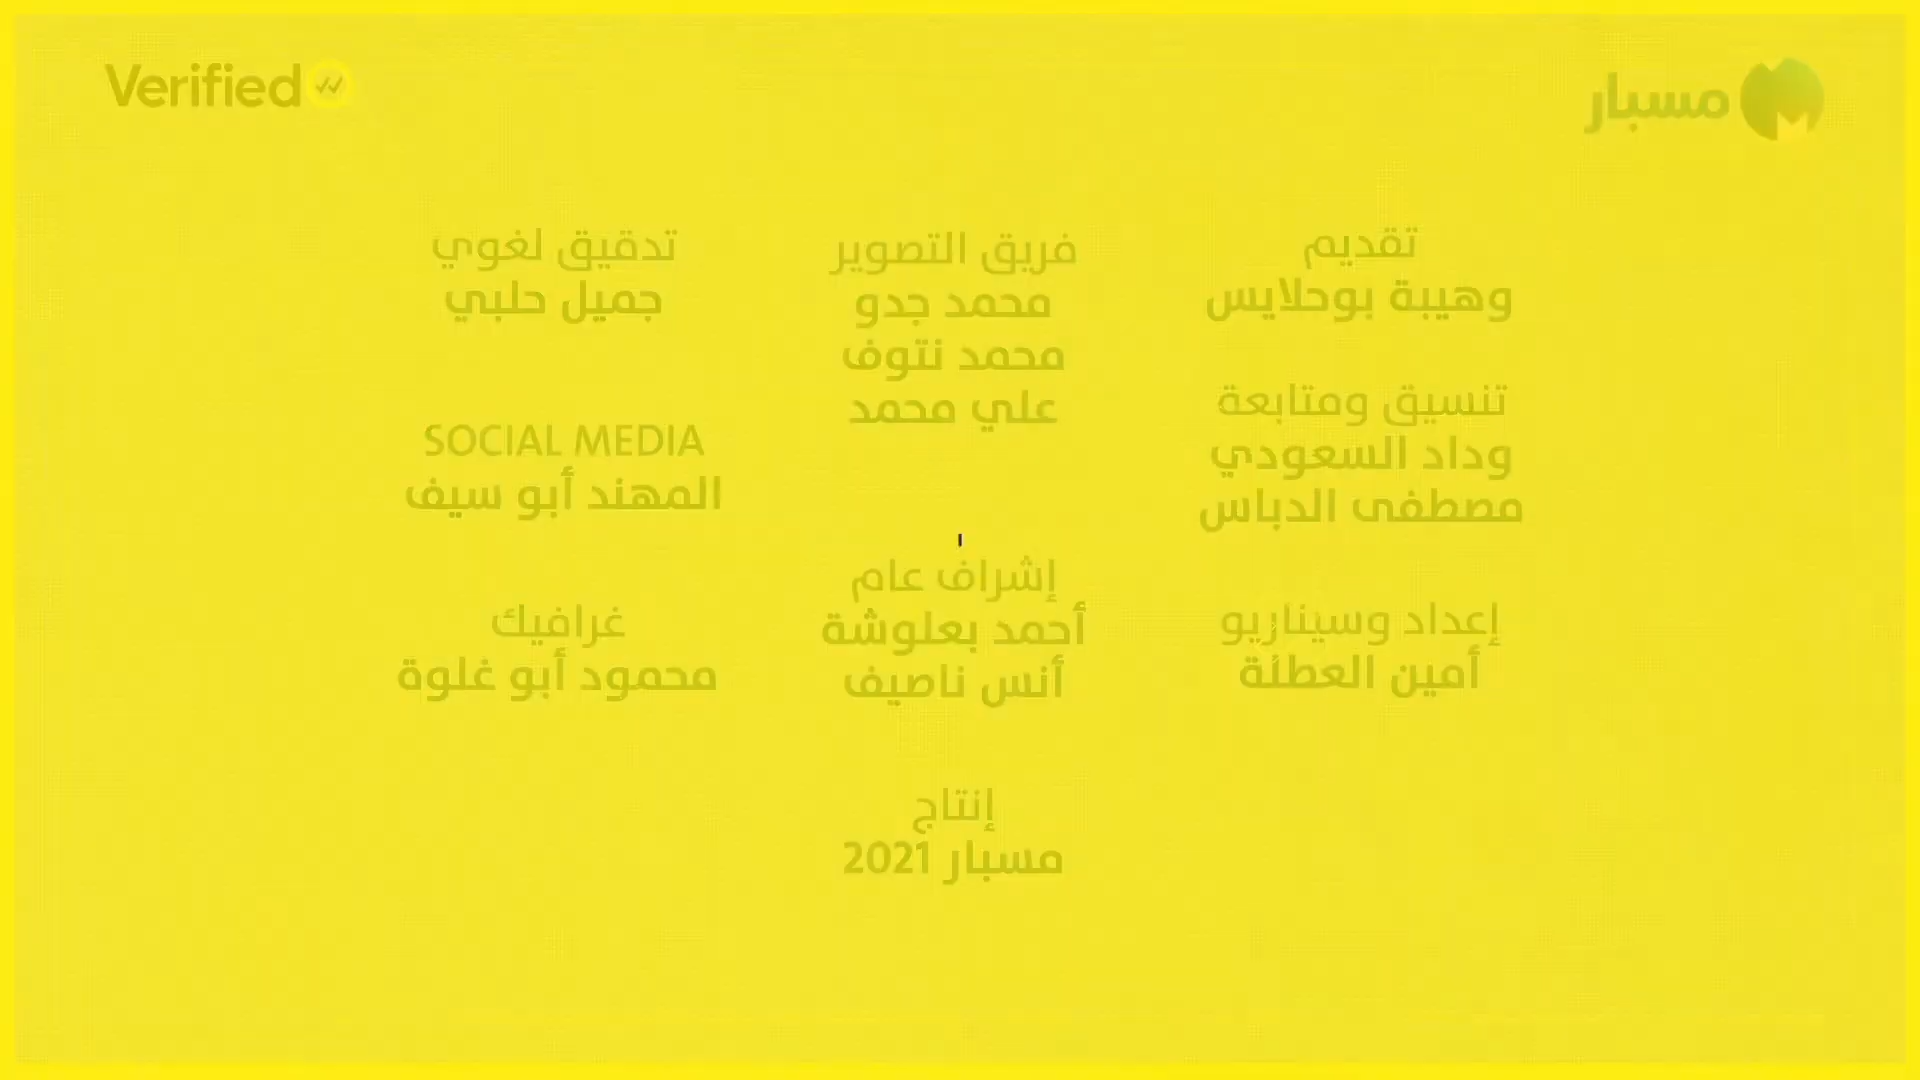 Verified
مسبار
تقديم
وهيبة بوحلايس
تنسيق ومتابعة
وداد السعودي
مصطفى الدباس
إعداد وسيناريو
أمين العطلة
فريق التصوير
محمد جدو
محمد نتوف
علي محمد
إشراف عام
أحمد بعلوشة
أنس ناصيف
إنتاج
مسبار 2021
تدقيق لغوي
جميل حلبي
SOCIAL MEDIA
المهند أبو سيف
غرافيك
محمود أبو غلوة